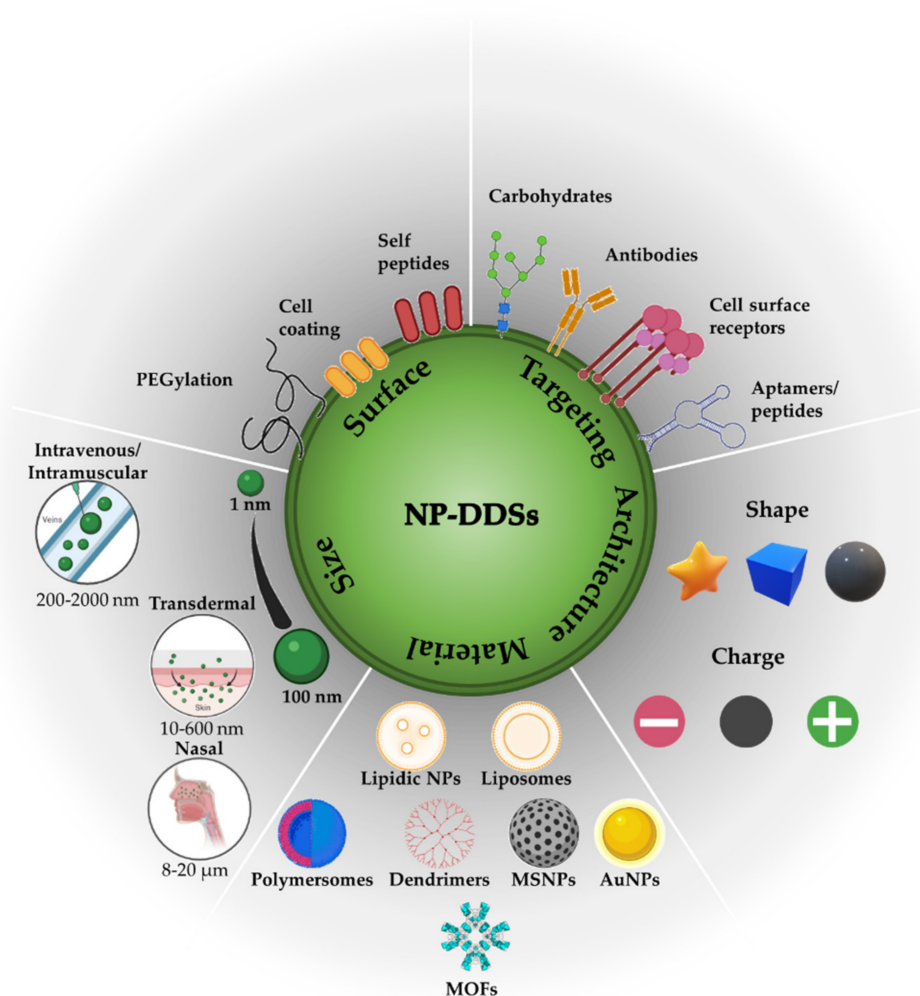 Carbohydrates
Self
peptides
Antibodies
Cell
coating
Cell surface
receptors
PEGylation
Aptamers/
peptides
Surface
Targeting
Intravenous/
Intramuscular
Veins
200-2000 nm
1 nm
NP-DDSs
Architecture
Size
Material
Shape
Transdermal
Skin
10-600 nm
100 nm
Charge
Nasal
8-20 µm
Lipidic NPs
Liposomes
Polymersomes
Dendrimers
MSNPs
AuNPs
MOFs